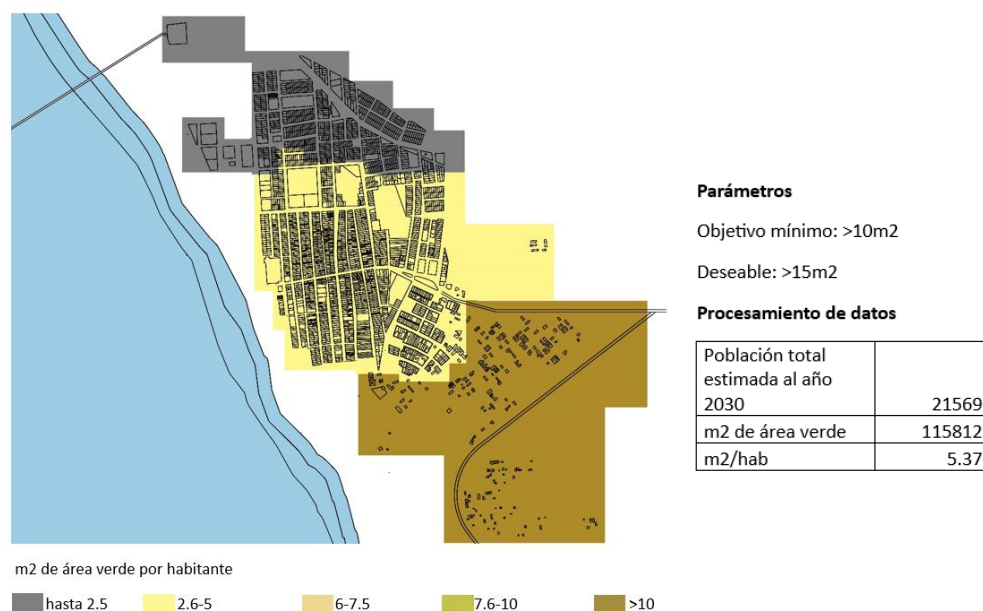 Parámetros
Objetivo mínimo: >10m2
Deseable: >15m2
Procesamiento de datos
Población total
estimada al año
2030 21569
m2 de área verde 115812
m2/hab 5.37
m2 de área verde por habitante
hasta 2.5 2.6-5 6-7.5 7.6-10 >10